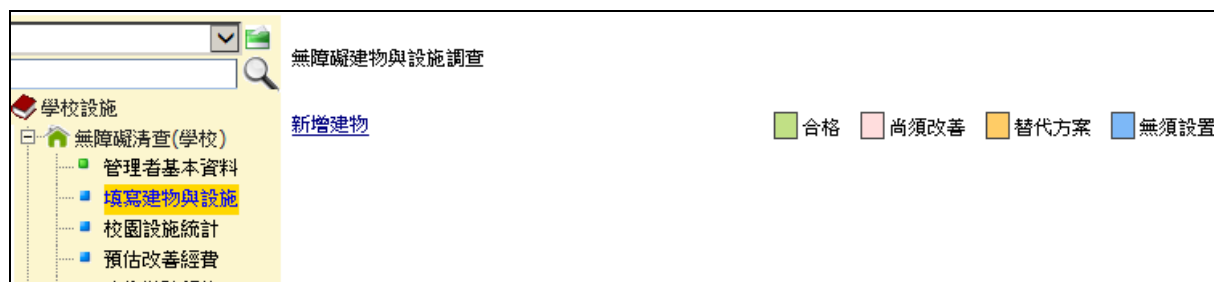 無障礙建物與設施調查
學校設施
新增建物
合格 尚須改善 替代方案 無須設置
無障礙清查(學校)
管理者基本資料
填寫建物與設施
校園設施統計
預估改善經費